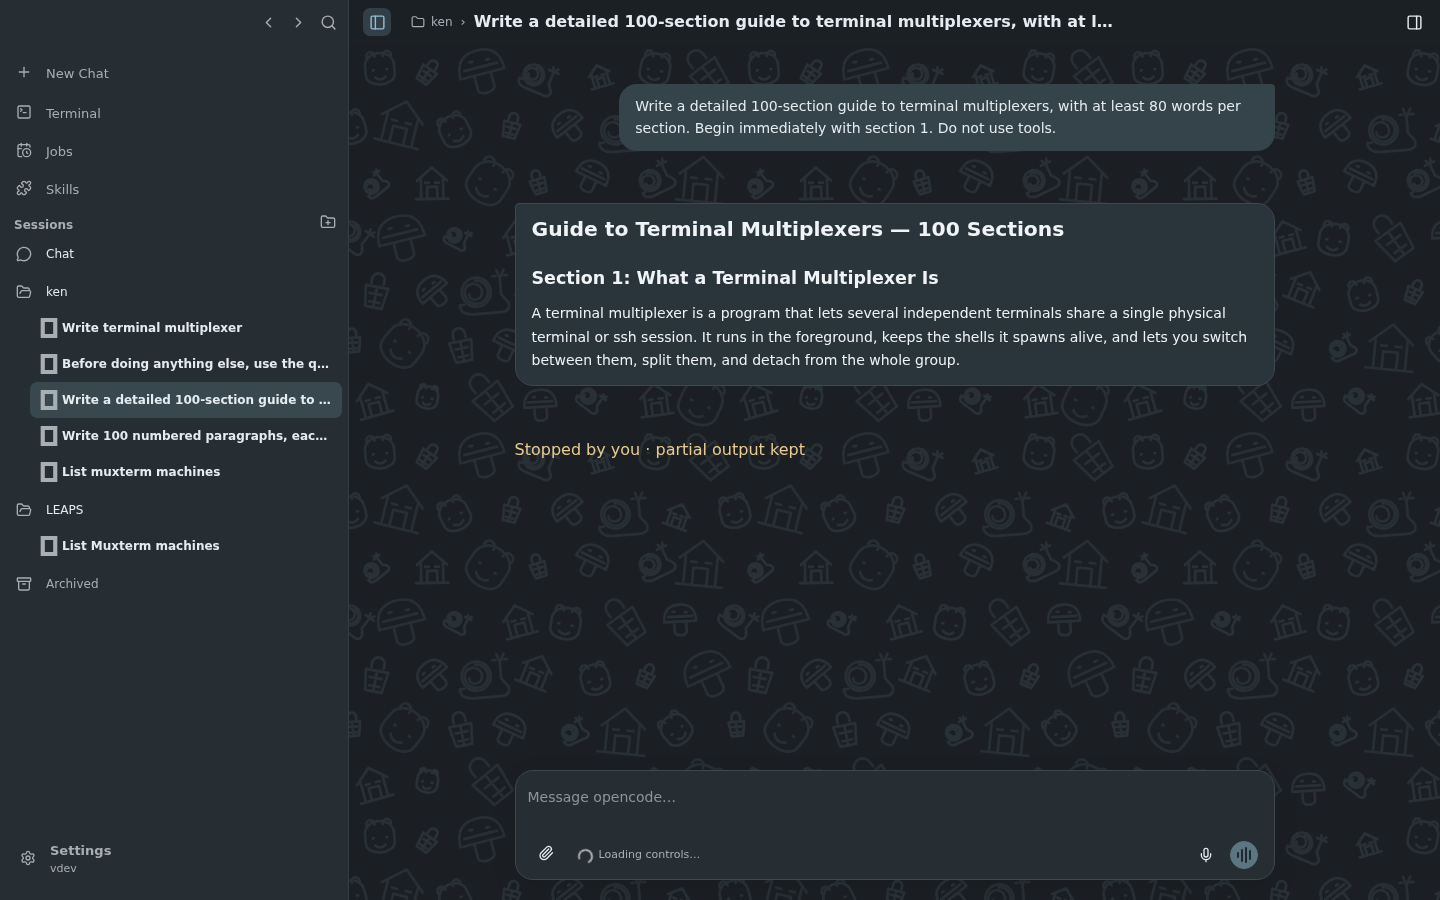 ken › Write a detailed 100-section guide to terminal multiplexers, with at l…
New Chat
Terminal
Jobs
Skills
Sessions
Chat
ken
Write terminal multiplexer
Before doing anything else, use the q…
Write a detailed 100-section guide to …
Write 100 numbered paragraphs, eac…
List muxterm machines
LEAPS
List Muxterm machines
Archived
Settings
vdev
Write a detailed 100-section guide to terminal multiplexers, with at least 80 words per
section. Begin immediately with section 1. Do not use tools.
Guide to Terminal Multiplexers — 100 Sections
Section 1: What a Terminal Multiplexer Is
A terminal multiplexer is a program that lets several independent terminals share a single physical
terminal or ssh session. It runs in the foreground, keeps the shells it spawns alive, and lets you switch
between them, split them, and detach from the whole group.
Stopped by you · partial output kept
Message opencode…
Loading controls…